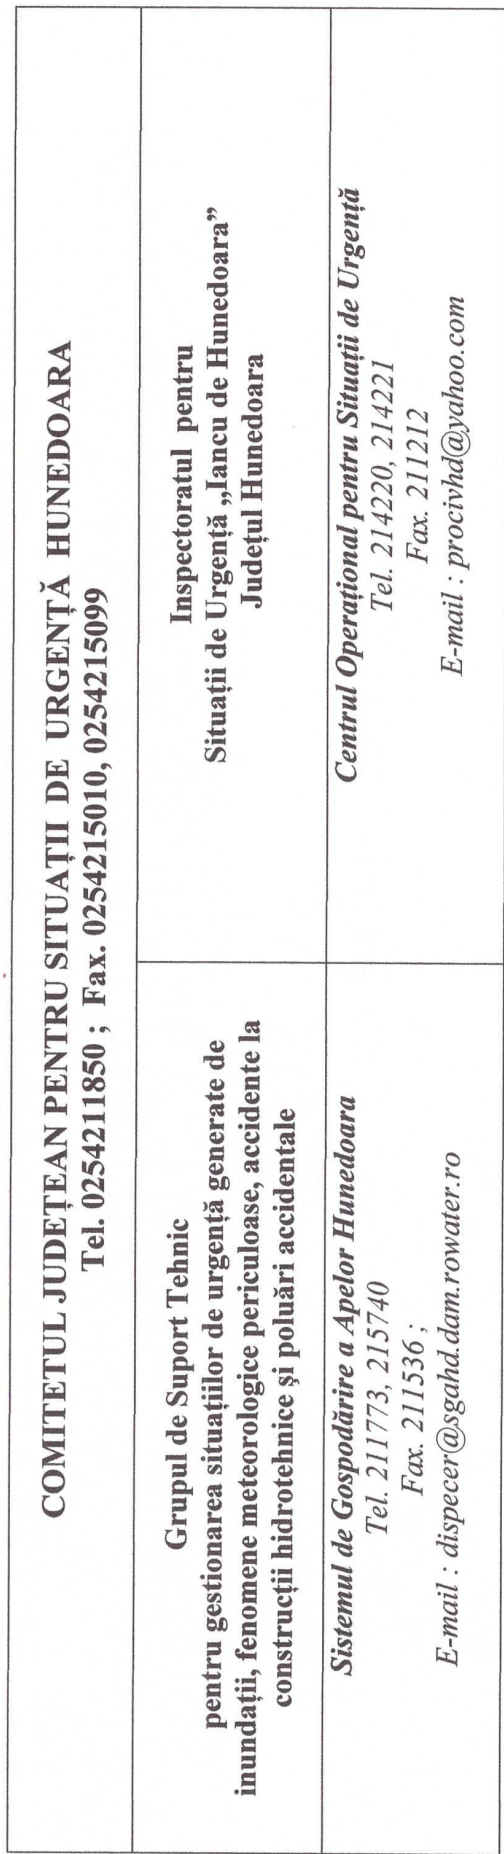 COMITETUL JUDEȚEAN PENTRU SITUAȚII DE URGENȚĂ HUNEDOARA
Tel. 0254211850 ; Fax. 0254215010, 0254215099
Grupul de Suport Tehnic
pentru gestionarea situațiilor de urgență generate de
inundații, fenomene meteorologice periculoase, accidente la
construcții hidrotehnice și poluări accidentale
Inspectoratul pentru
Situații de Urgență „Iancu de Hunedoara”
Județul Hunedoara
Sistemul de Gospodărire a Apelor Hunedoara
Tel. 211773, 215740
Fax. 211536 ;
E-mail : dispecer@sgahd.dam.rowater.ro
Centrul Operațional pentru Situații de Urgență
Tel. 214220, 214221
Fax. 211212
E-mail : procivhd@yahoo.com